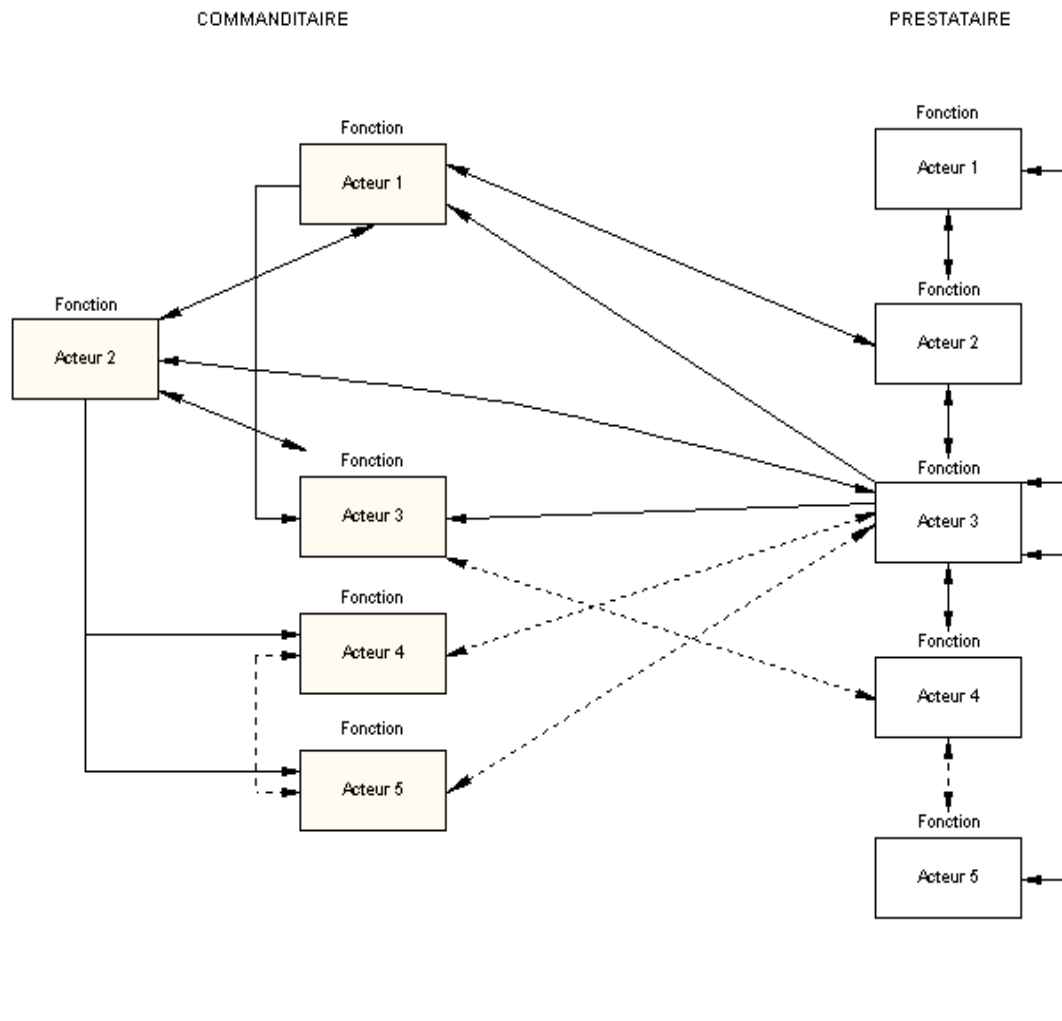 COMMANDITAIRE
PRESTATAIRE
Fonction
Acteur 1
Fonction
Acteur 2
Fonction
Acteur 3
Fonction
Acteur 4
Fonction
Acteur 5
Fonction
Acteur 1
Fonction
Acteur 2
Fonction
Acteur 3
Fonction
Acteur 4
Fonction
Acteur 5